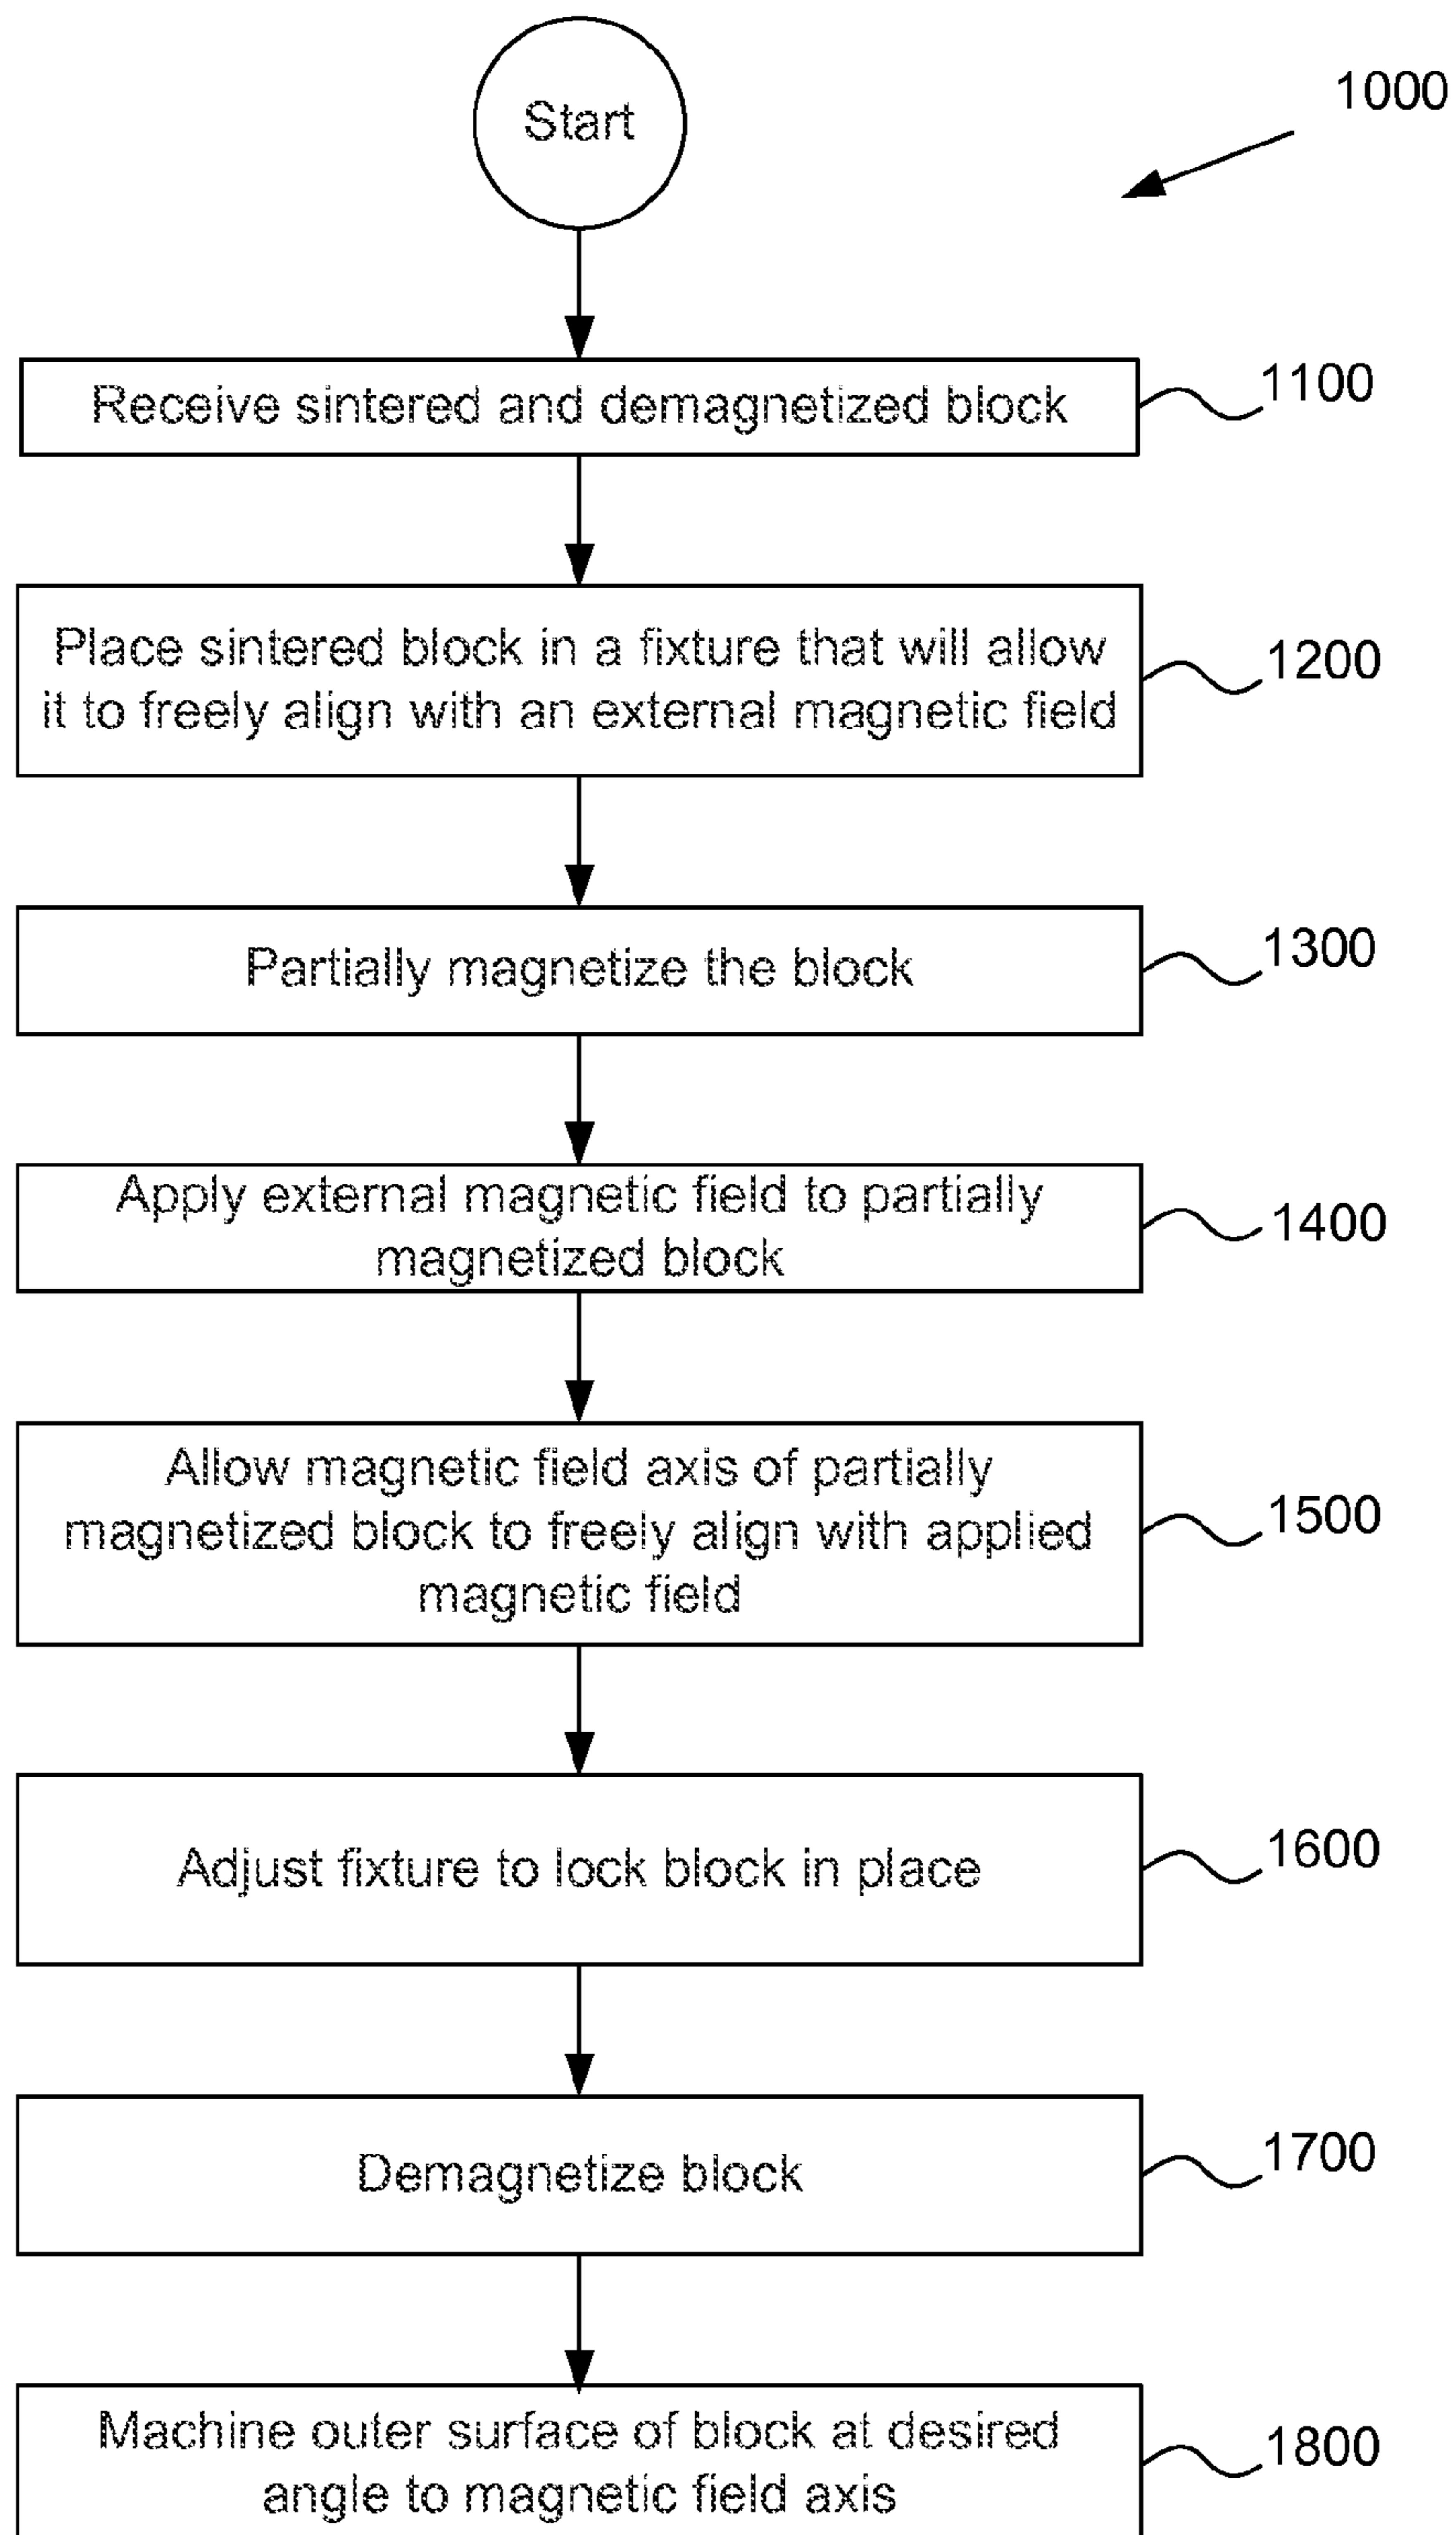 Start
1000
Receive sintered and demagnetized block
1100
Place sintered block in a fixture that will allow
it to freely align with an external magnetic field
1200
Partially magnetize the block
1300
Apply external magnetic field to partially
magnetized block
1400
Allow magnetic field axis of partially
magnetized block to freely align with applied
magnetic field
1500
Adjust fixture to lock block in place
1600
Demagnetize block
1700
Machine outer surface of block at desired
angle to magnetic field axis
1800